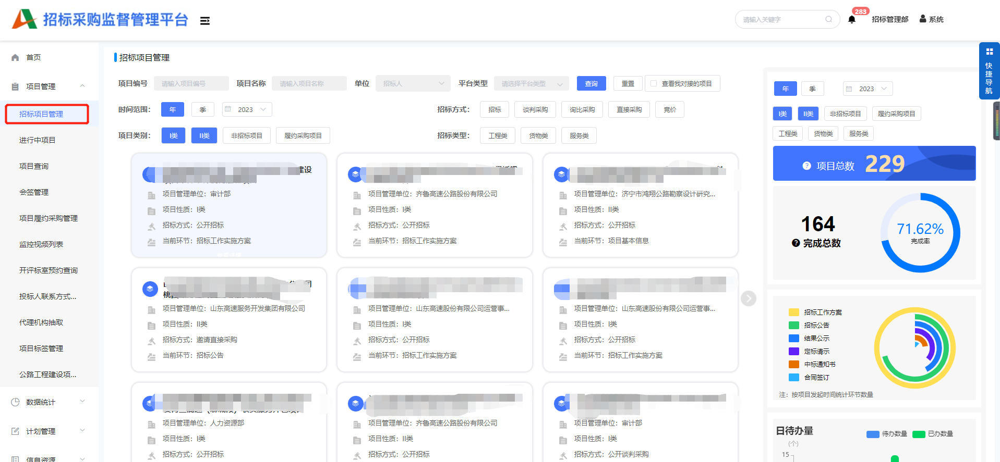 招标采购监督管理平台
请输入关键字
283
招标管理部
系统
首页
项目管理
招标项目管理
进行中项目
项目查询
会签管理
项目履约采购管理
监控视频列表
开评标室预约查询
投标人联系方式...
代理机构抽取
项目标签管理
公路工程建设项...
数据统计
计划管理
信息资源
招标项目管理
项目编号 请输入项目编号 项目名称 请输入项目名称 单位 招标人 平台类型 请选择平台类型 查询 重置 查看我对接的项目
时间范围： 年 季 2023 招标方式： 招标 谈判采购 询比采购 直接采购 竞价
项目类别： I类 II类 非招标项目 履约采购项目 招标类型： 工程类 货物类 服务类
建设
项目管理单位：审计部
项目性质：I类
招标方式：公开招标
当前环节：招标工作实施方案
项目管理单位：齐鲁高速公路股份有限公司
项目性质：I类
招标方式：公开招标
当前环节：招标工作实施方案
项目管理单位：济宁市鸿翔公路勘察设计研究...
项目性质：II类
招标方式：公开招标
当前环节：项目基本信息
司
桃
项目管理单位：山东高速服务开发集团有限公司
项目性质：II类
招标方式：邀请直接采购
当前环节：招标公告
项目管理单位：山东高速股份有限公司运营事...
项目性质：I类
招标方式：公开招标
当前环节：招标工作实施方案
项目管理单位：山东高速股份有限公司运营事...
项目性质：I类
招标方式：公开招标
当前环节：招标工作实施方案
项目管理单位：人力资源部
项目性质：I类
招标方式：公开招标
项目管理单位：齐鲁高速公路股份有限公司
项目性质：II类
招标方式：公开招标
项目管理单位：审计部
项目性质：I类
招标方式：公开谈判采购
年 季 2023
I类 II类 非招标项目 履约采购项目
工程类 货物类 服务类
项目总数 229
164
完成总数
71.62%
完成率
招标工作方案
招标公告
结果公示
定标请示
中标通知书
合同签订
注：按项目发起时间统计环节数量
日待办量
待办数量 已办数量
(个)
15
快捷导航